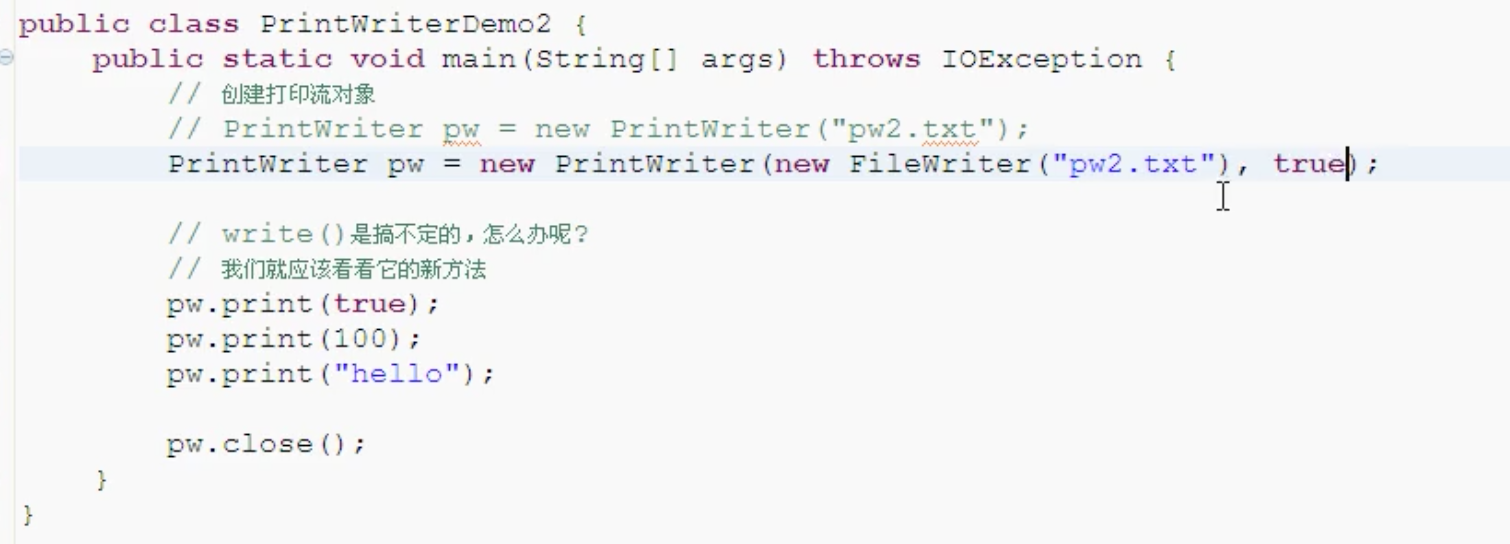 public class PrintWriterDemo2 {
public static void main(String[] args) throws IOException {
// 创建打印流对象
// PrintWriter pw = new PrintWriter("pw2.txt");
PrintWriter pw = new PrintWriter(new FileWriter("pw2.txt"), true);
// write()是搞不定的，怎么办呢？
// 我们就应该看看它的新方法
pw.print(true);
pw.print(100);
pw.print("hello");
pw.close();
}
}